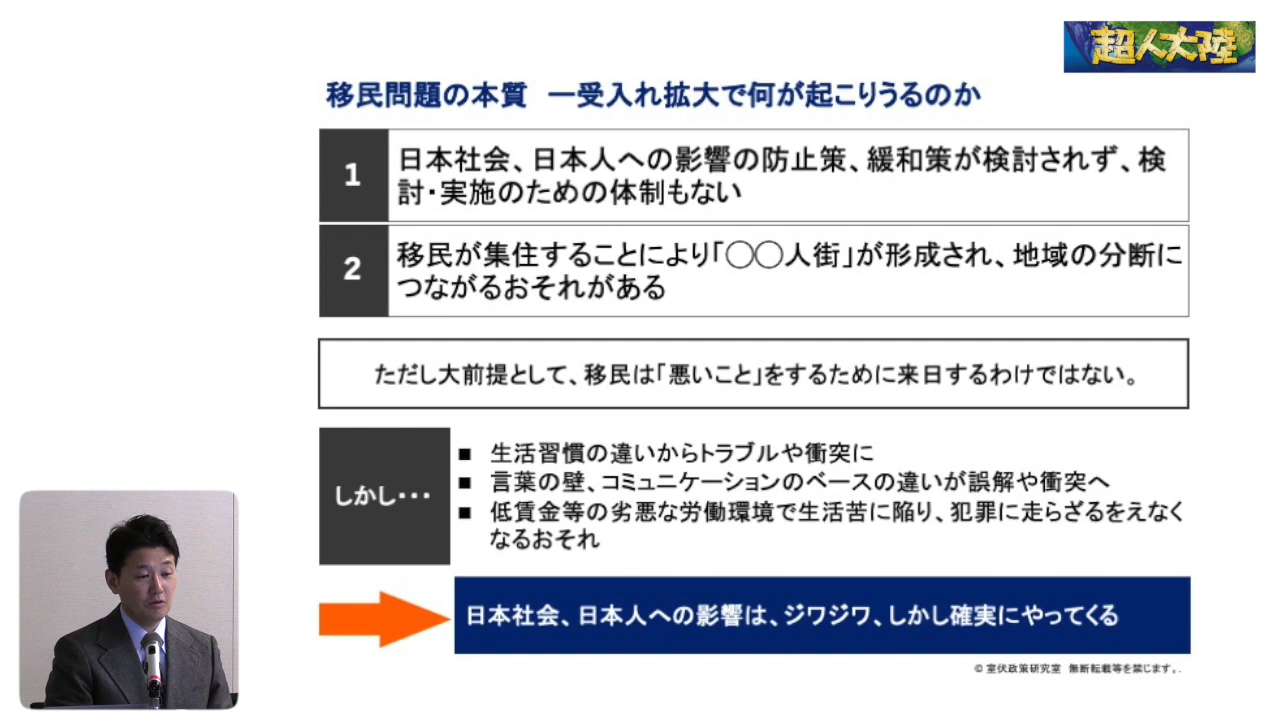 超人大陸
移民問題の本質　―受入れ拡大で何が起こりうるのか
1
日本社会、日本人への影響の防止策、緩和策が検討されず、検
討・実施のための体制もない
2
移民が集住することにより「◯◯人街」が形成され、地域の分断に
つながるおそれがある
ただし大前提として、移民は「悪いこと」をするために来日するわけではない。
しかし・・・
■ 生活習慣の違いからトラブルや衝突に
■ 言葉の壁、コミュニケーションのベースの違いが誤解や衝突へ
■ 低賃金等の劣悪な労働環境で生活苦に陥り、犯罪に走らざるをえなく
なるおそれ
日本社会、日本人への影響は、ジワジワ、しかし確実にやってくる
© 室伏政策研究室　無断転載等を禁じます。.